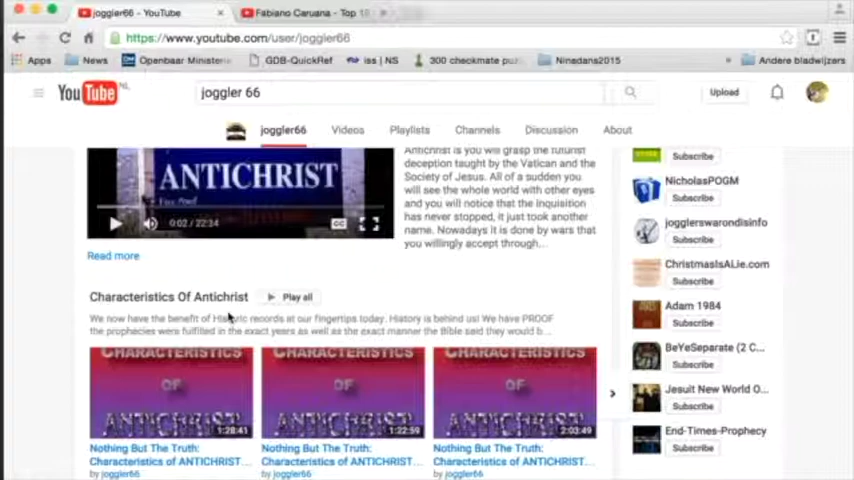 joggler66 - YouTube
Fabiano Caruana - Top 10
https://www.youtube.com/user/joggler66
Apps
News
Openbaar Ministerie
GDB-QuickRef
iss | NS
300 checkmate puz
Ninadans2015
»
Andere bladwijzers
YouTube NL
joggler 66
Upload
joggler66
Videos
Playlists
Channels
Discussion
About
ANTICHRIST
0:02 / 22:34
CC
Antichrist is you will grasp the futurist
deception taught by the Vatican and the
Society of Jesus. All of a sudden you
will see the whole world with other eyes
and you will notice that the Inquisition
has never stopped, it just took another
name. Nowadays it is done by wars that
you willingly accept through...
Read more
Characteristics Of Antichrist
Play all
We now have the benefit of Historic records at our fingertips today. History is behind us! We have PROOF
the prophecies were fulfilled in the exact years as well as the exact manner the Bible said they would b...
CHARACTERISTICS
OF
ANTICHRIST
1:28:41
CHARACTERISTICS
OF
ANTICHRIST
1:22:59
CHARACTERISTICS
OF
ANTICHRIST
2:03:49
Nothing But The Truth:
Characteristics of ANTICHRIST...
by joggler66
Nothing But The Truth:
Characteristics of ANTICHRIST...
by joggler66
Nothing But The Truth:
Characteristics of ANTICHRIST...
by joggler66
Subscribe
NicholasPOGM
Subscribe
jogglerswarondisinfo
Subscribe
ChristmasIsALie.com
Subscribe
Adam 1984
Subscribe
BeYeSeparate (2 C...
Subscribe
Jesuit New World O...
Subscribe
End-Times-Prophecy
Subscribe